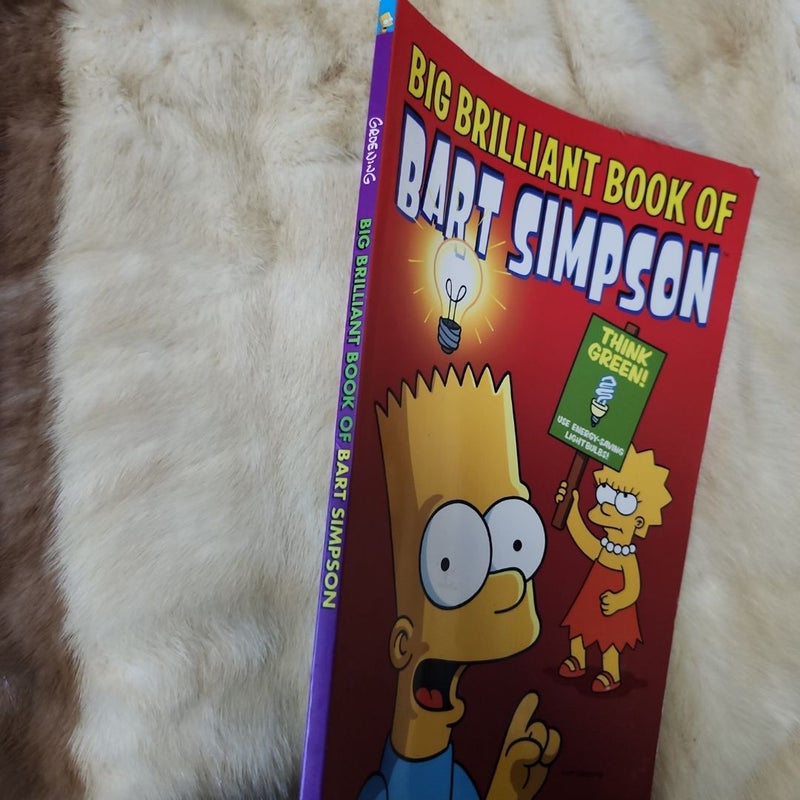 GROENING
BIG BRILLIANT BOOK OF BART SIMPSON
BIG BRILLIANT BOOK OF
BART SIMPSON
THINK
GREEN!
USE ENERGY-SAVING
LIGHTBULBS!